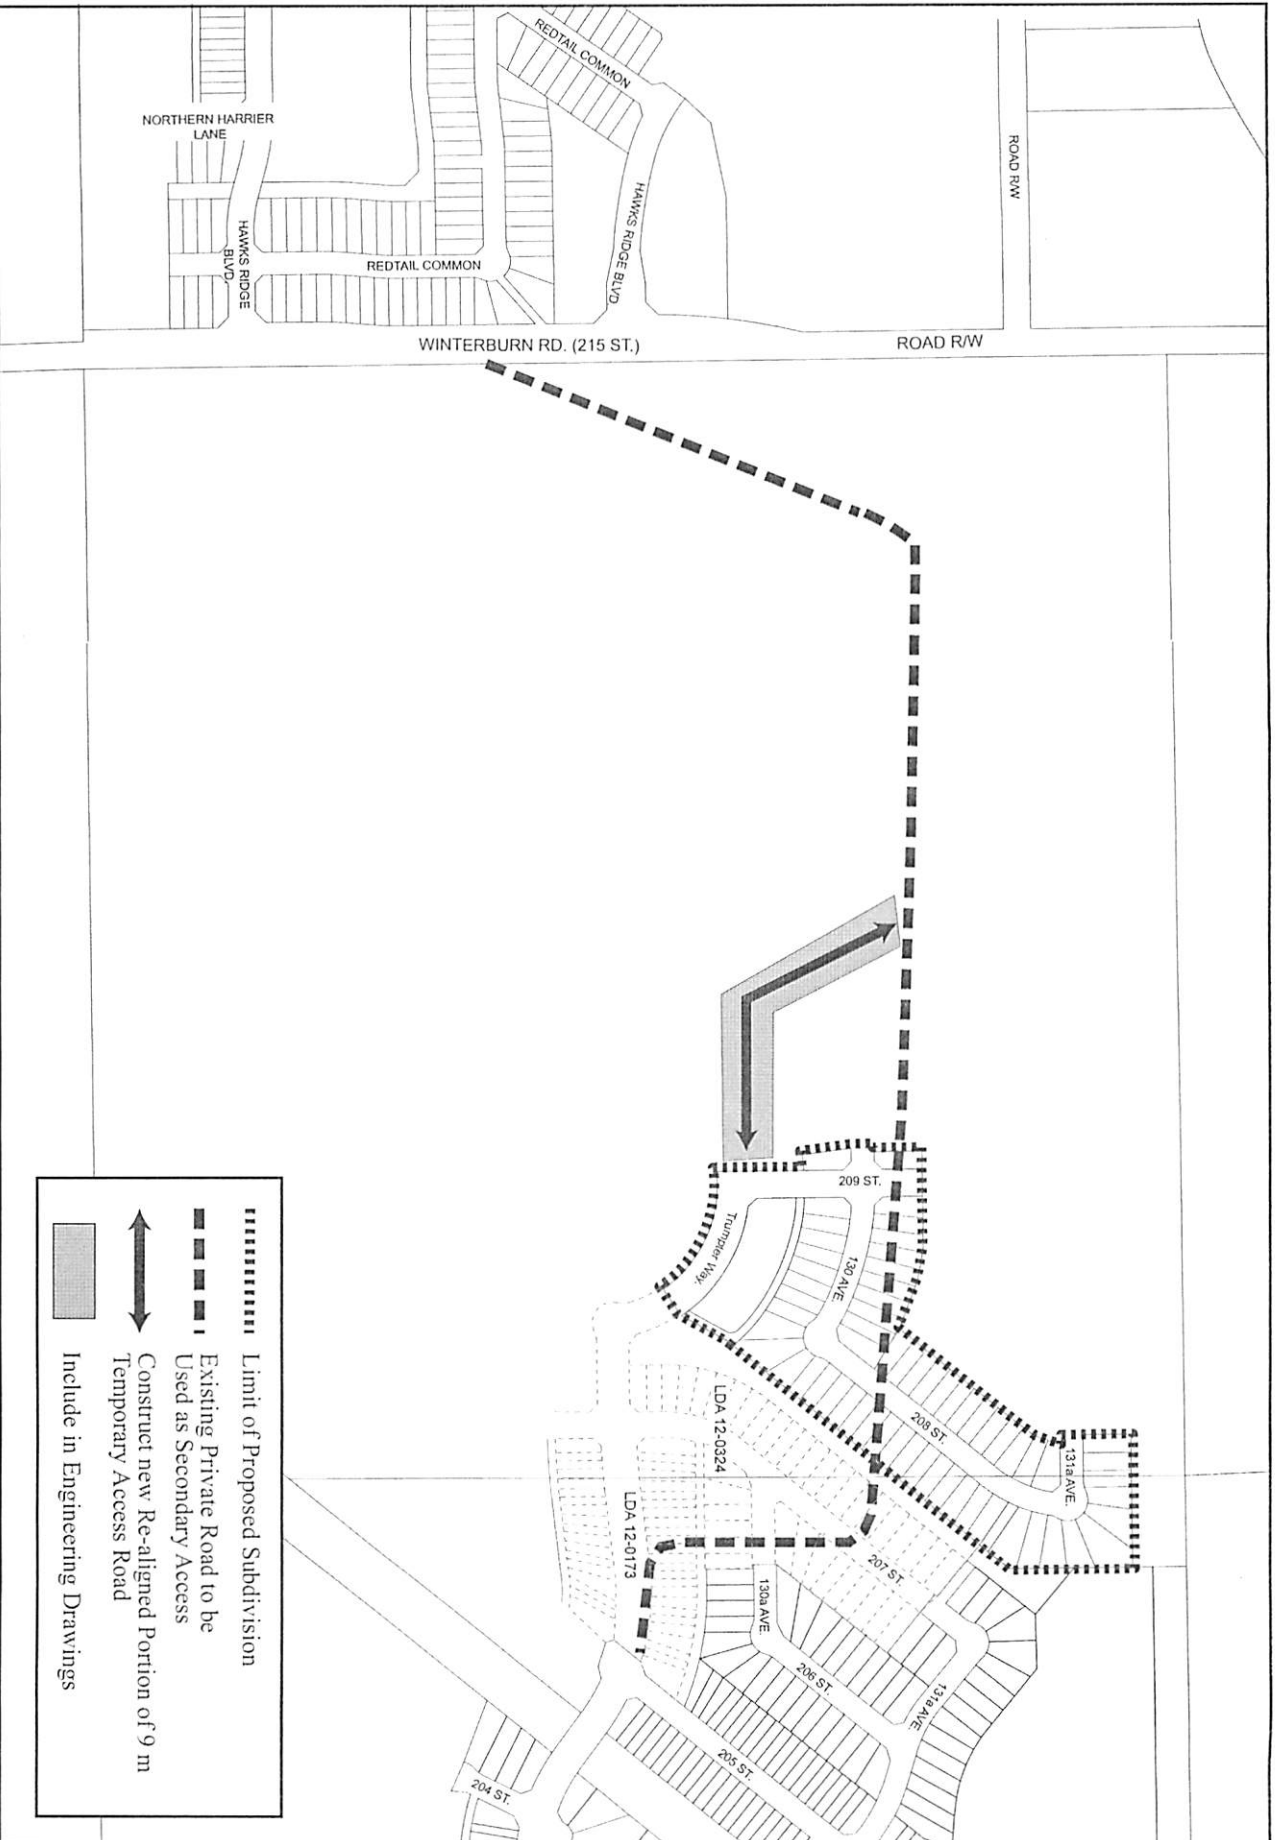 REDTAIL COMMON
NORTHERN HARRIER
LANE
ROAD R/W
HAWKS RIDGE BLVD.
HAWKS RIDGE
BLVD.
REDTAIL COMMON
WINTERBURN RD. (215 ST.)
ROAD R/W
209 ST.
Trumpter Way.
130 AVE.
208 ST.
131a AVE.
LDA 12-0324
LDA 12-0173
207 ST.
130a AVE.
206 ST.
131a AVE
205 ST.
204 ST.
Limit of Proposed Subdivision
Existing Private Road to be
Used as Secondary Access
Construct new Re-aligned Portion of 9 m
Temporary Access Road
Include in Engineering Drawings